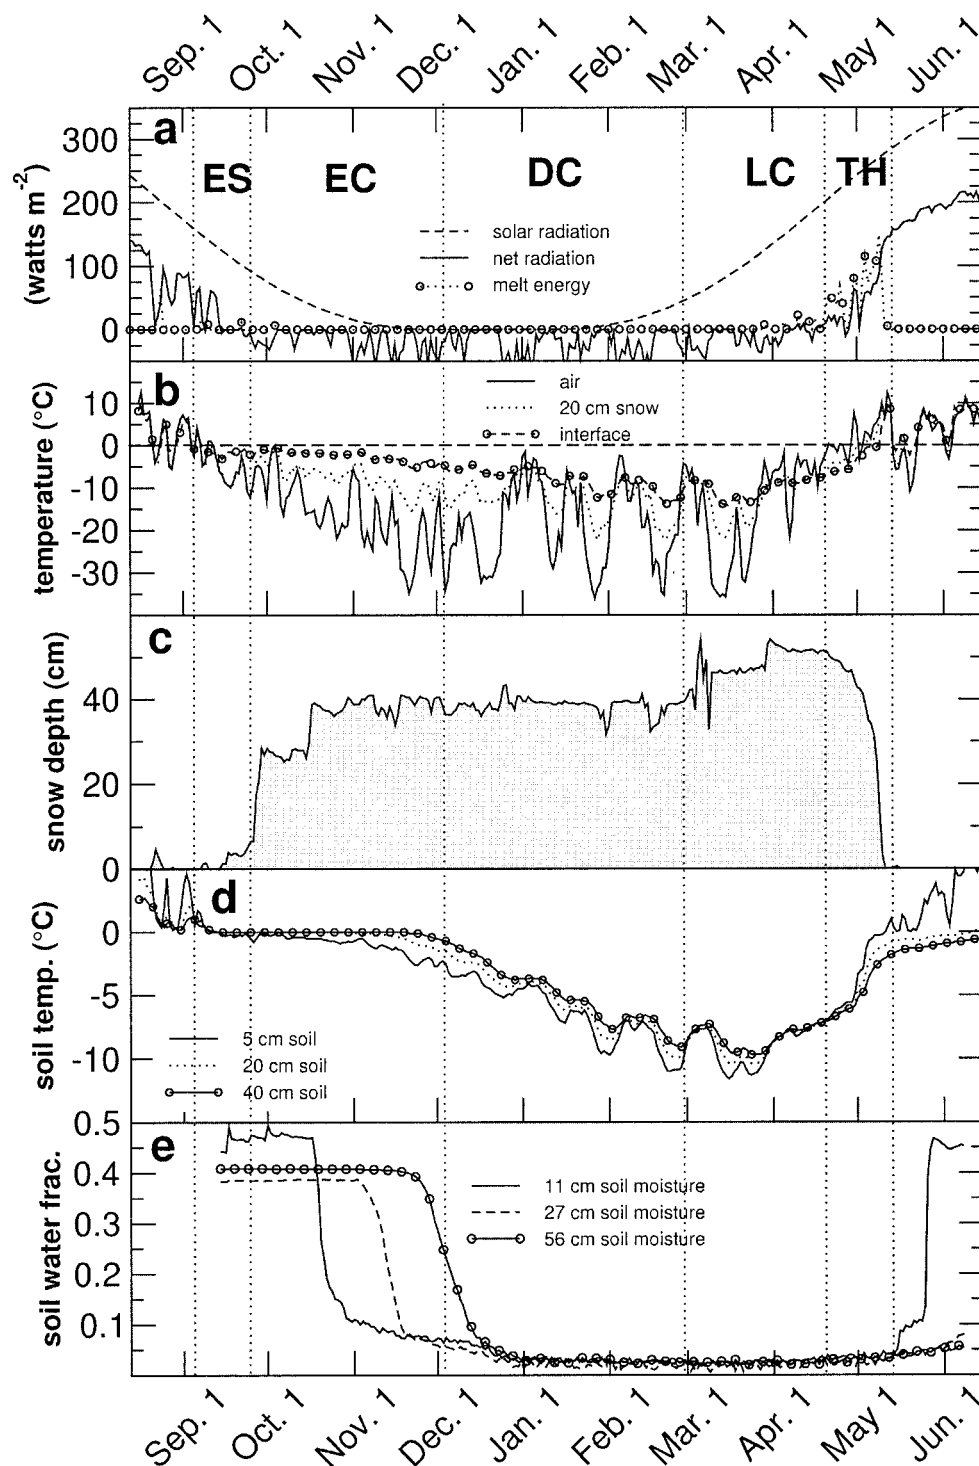 Sep. 1 Oct. 1 Nov. 1 Dec. 1 Jan. 1 Feb. 1 Mar. 1 Apr. 1 May 1 Jun. 1
a
ES EC DC LC TH
(watts m-2)
300
200
100
0
solar radiation
net radiation
melt energy
b
temperature (°C)
10
0
-10
-20
-30
air
20 cm snow
interface
c
snow depth (cm)
40
20
0
d
soil temp. (°C)
0
-5
-10
5 cm soil
20 cm soil
40 cm soil
e
soil water frac.
0.5
0.4
0.3
0.2
0.1
11 cm soil moisture
27 cm soil moisture
56 cm soil moisture
Sep. 1 Oct. 1 Nov. 1 Dec. 1 Jan. 1 Feb. 1 Mar. 1 Apr. 1 May 1 Jun. 1